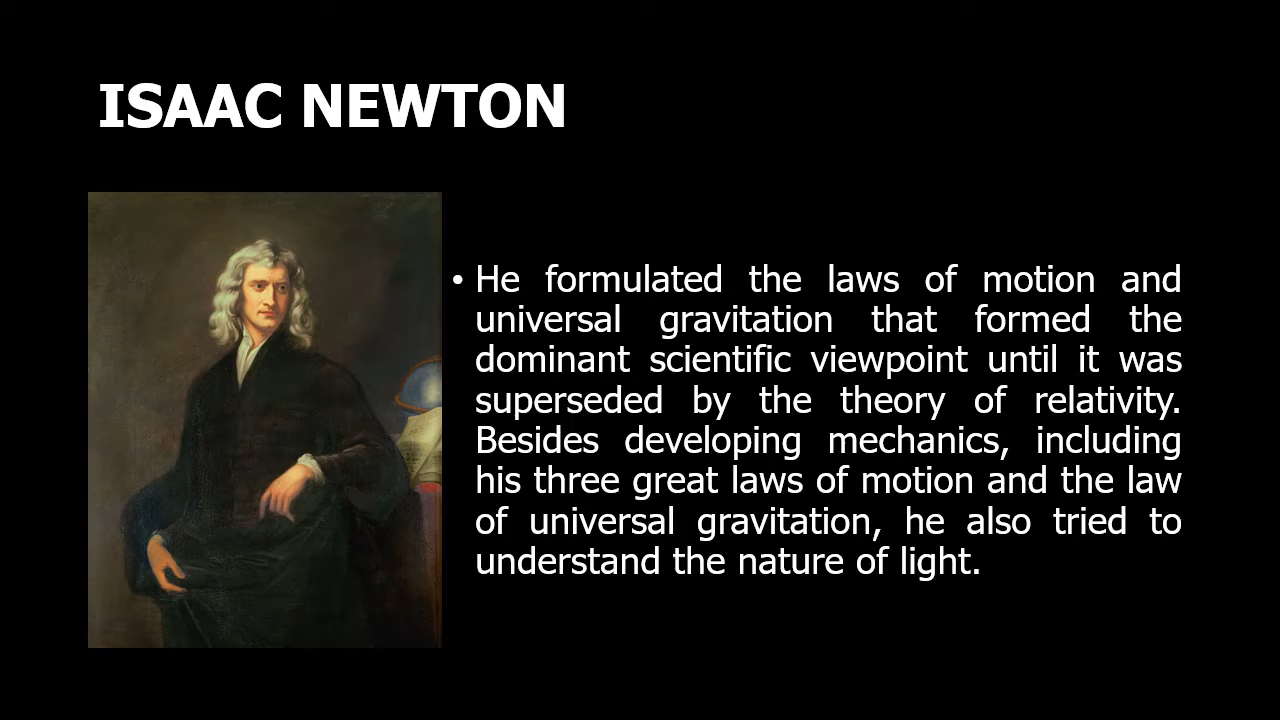 ISAAC NEWTON
• He formulated the laws of motion and
universal gravitation that formed the
dominant scientific viewpoint until it was
superseded by the theory of relativity.
Besides developing mechanics, including
his three great laws of motion and the law
of universal gravitation, he also tried to
understand the nature of light.